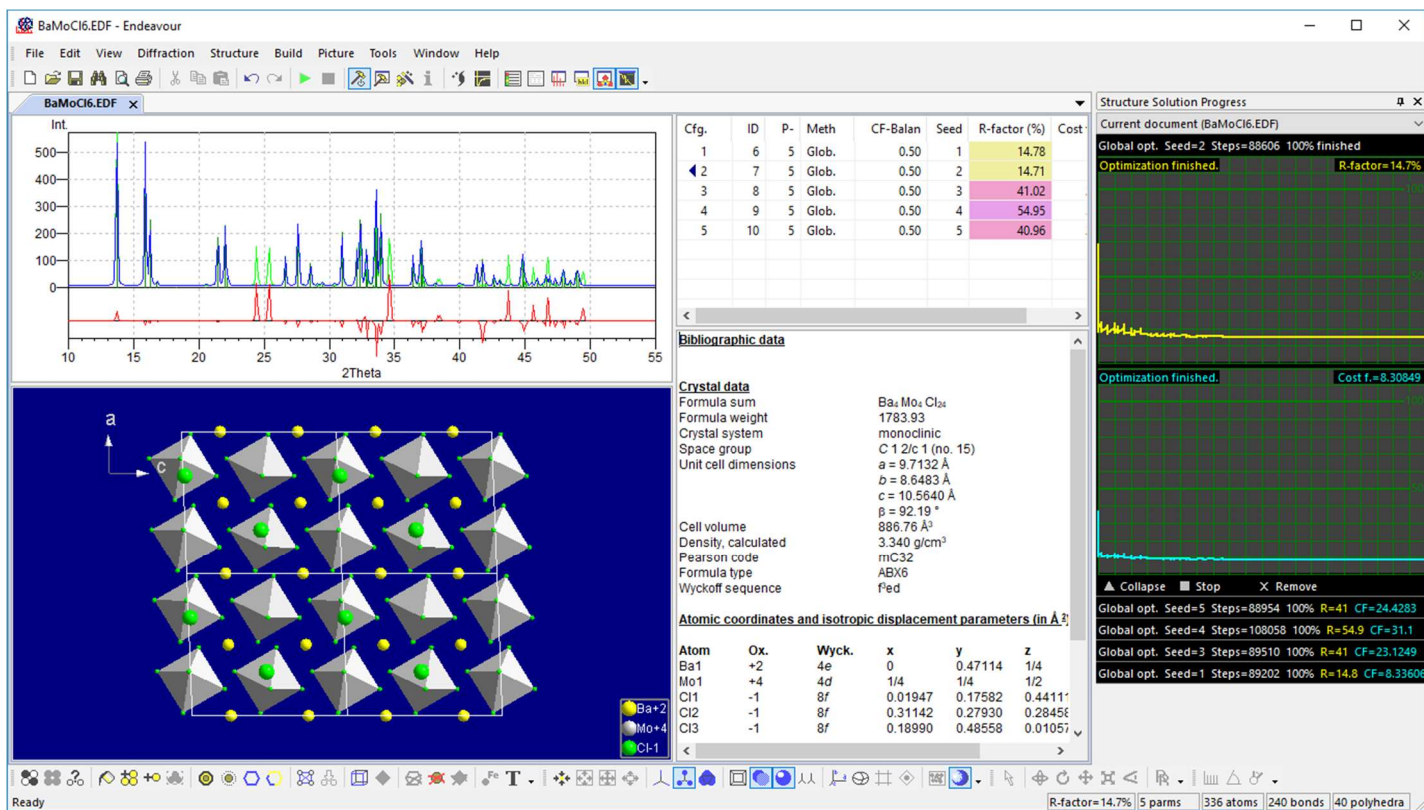 BaMoCl6.EDF - Endeavour
File Edit View Diffraction Structure Build Picture Tools Window Help
BaMoCl6.EDF
Int.
500
400
300
200
100
0
10 15 20 25 30 35 40 45 50 55
2Theta
Cfg. ID P- Meth CF-Balan Seed R-factor (%) Cost
1 6 5 Glob. 0.50 1 14.78
2 7 5 Glob. 0.50 2 14.71
3 8 5 Glob. 0.50 3 41.02
4 9 5 Glob. 0.50 4 54.95
5 10 5 Glob. 0.50 5 40.96
Bibliographic data
Crystal data
Formula sum Ba₄ Mo₄ Cl₂₄
Formula weight 1783.93
Crystal system monoclinic
Space group C 1 2/c 1 (no. 15)
Unit cell dimensions a = 9.7132 Å
b = 8.6483 Å
c = 10.5640 Å
β = 92.19 °
Cell volume 886.76 Å³
Density, calculated 3.340 g/cm³
Pearson code mC32
Formula type ABX6
Wyckoff sequence f³ed
Atomic coordinates and isotropic displacement parameters (in Å²)
Atom Ox. Wyck. x y z
Ba1 +2 4e 0 0.47114 1/4
Mo1 +4 4d 1/4 1/4 1/2
Cl1 -1 8f 0.01947 0.17582 0.44111
Cl2 -1 8f 0.31142 0.27930 0.28458
Cl3 -1 8f 0.18990 0.48558 0.01057
a
c
Ba+2
Mo+4
Cl-1
Structure Solution Progress
Current document (BaMoCl6.EDF)
Global opt. Seed=2 Steps=88606 100% finished
Optimization finished. R-factor=14.7%
100
50
Optimization finished. Cost f.=8.30849
100
50
Collapse Stop X Remove
Global opt. Seed=5 Steps=88954 100% R=41 CF=24.4283
Global opt. Seed=4 Steps=108058 100% R=54.9 CF=31.1
Global opt. Seed=3 Steps=89510 100% R=41 CF=23.1249
Global opt. Seed=1 Steps=89202 100% R=14.8 CF=8.33606
Ready
R-factor=14.7% 5 parms 336 atoms 240 bonds 40 polyhedra